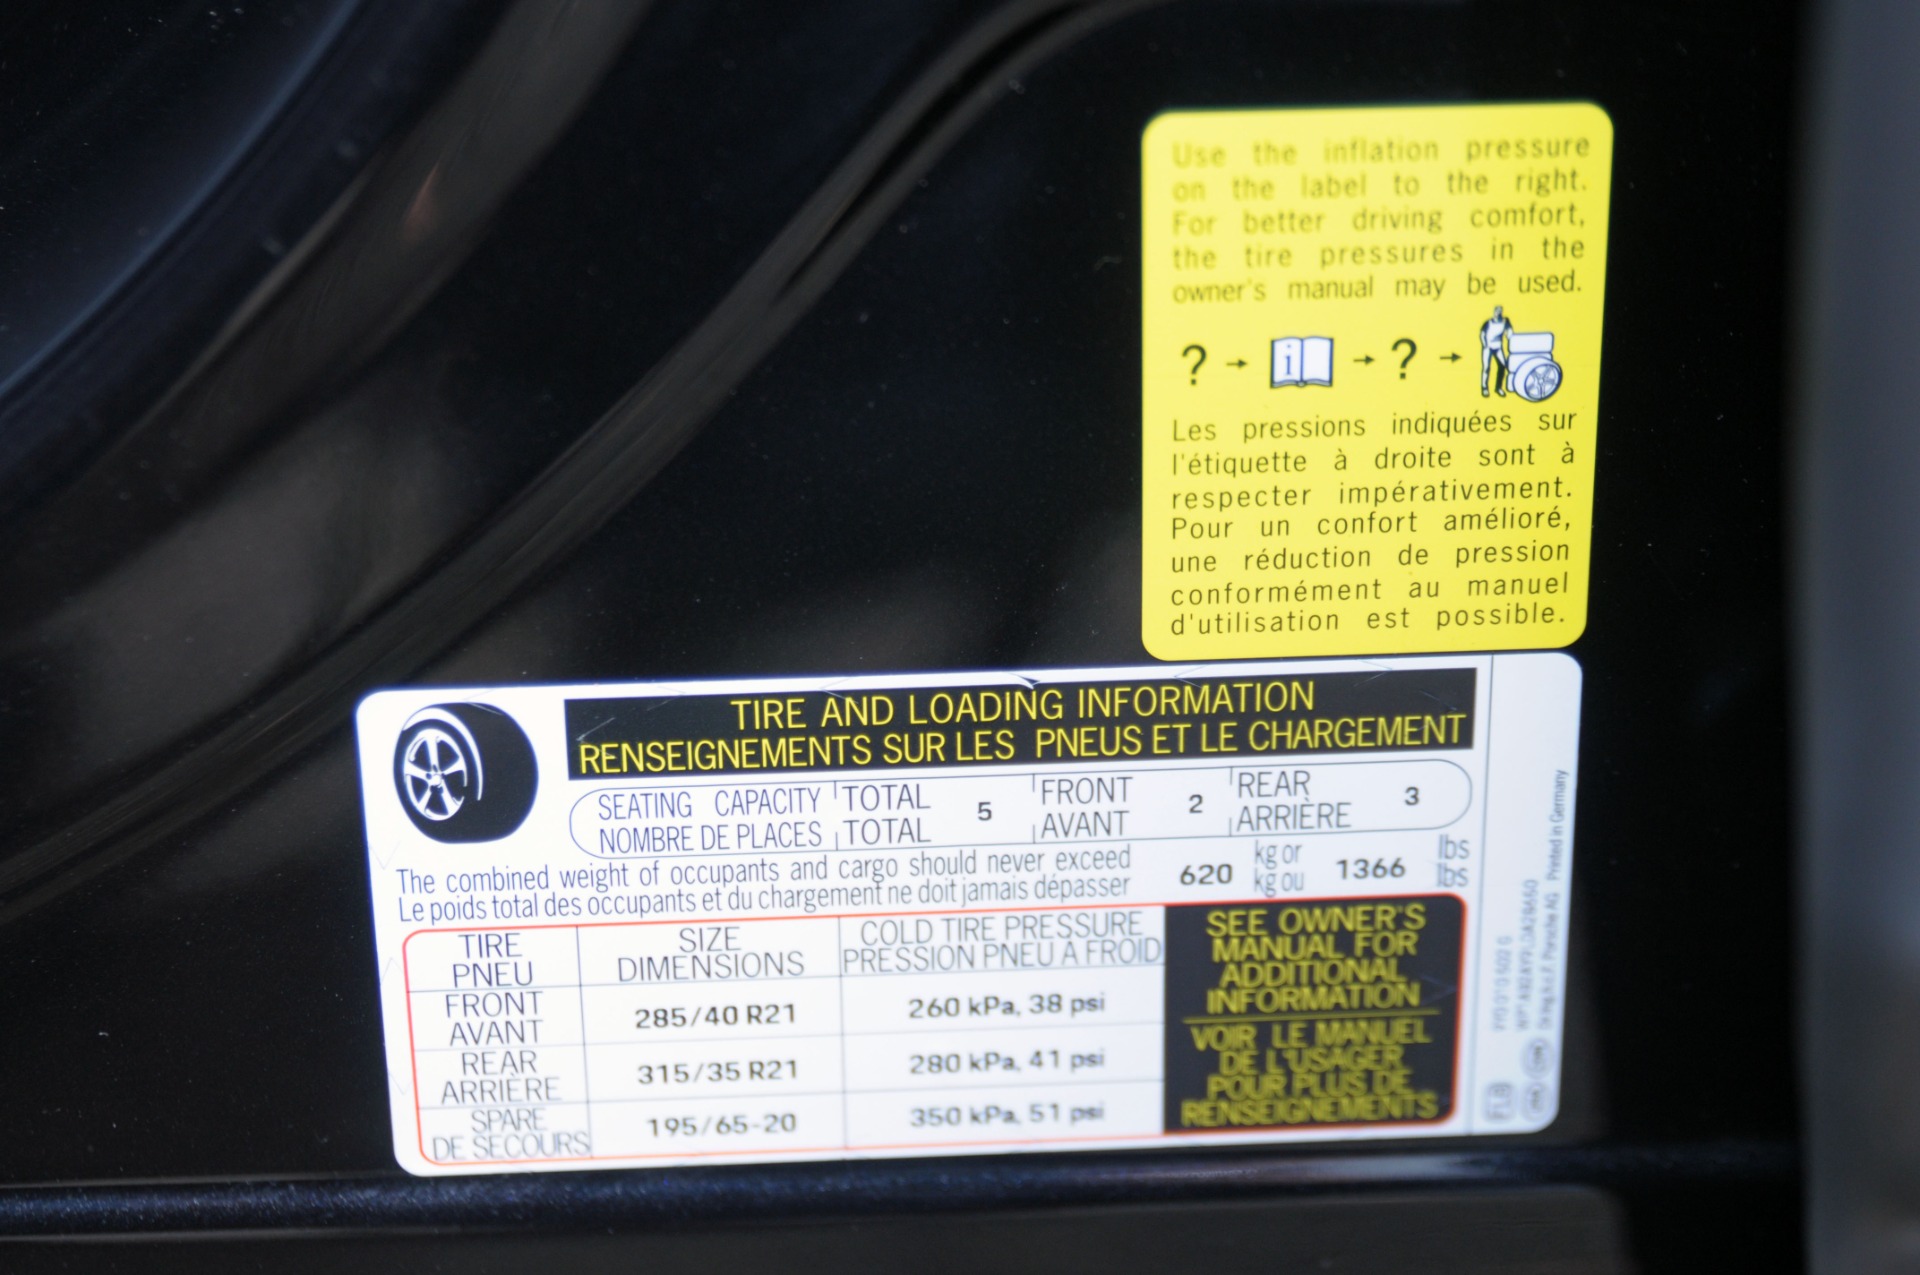 Use the inflation pressure
on the label to the right.
For better driving comfort,
the tire pressures in the
owner's manual may be used.
? → i → ? →
Les pressions indiquées sur
l'étiquette à droite sont à
respecter impérativement.
Pour un confort amélioré,
une réduction de pression
conformément au manuel
d'utilisation est possible.
TIRE AND LOADING INFORMATION
RENSEIGNEMENTS SUR LES PNEUS ET LE CHARGEMENT
SEATING CAPACITY TOTAL 5 FRONT 2 REAR 3
NOMBRE DE PLACES TOTAL AVANT ARRIÈRE
The combined weight of occupants and cargo should never exceed 620 kg or 1366 lbs
Le poids total des occupants et du chargement ne doit jamais dépasser kg ou lbs
TIRE SIZE COLD TIRE PRESSURE
PNEU DIMENSIONS PRESSION PNEU A FROID
FRONT 285/40 R21 260 kPa, 38 psi
AVANT
REAR 315/35 R21 280 kPa, 41 psi
ARRIÈRE
SPARE 195/65-20 350 kPa, 51 psi
DE SECOURS
SEE OWNER'S
MANUAL FOR
ADDITIONAL
INFORMATION
VOIR LE MANUEL
DE L'USAGER
POUR PLUS DE
RENSEIGNEMENTS
Dr.Ing.h.c.F. Porsche AG Printed in Germany
FLB